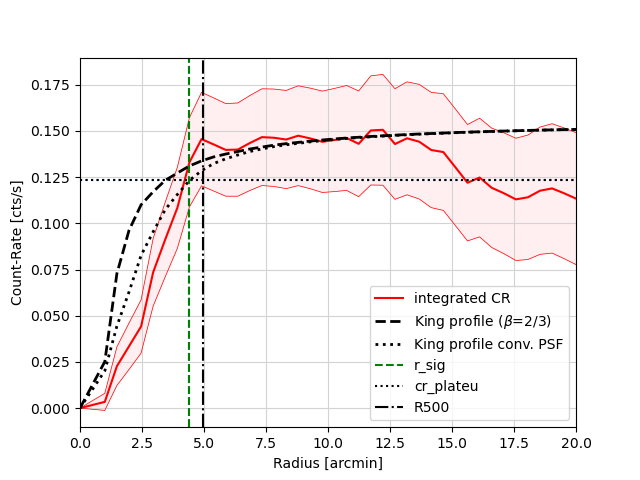 Count-Rate [cts/s]
0.175
0.150
0.125
0.100
0.075
0.050
0.025
0.000
integrated CR
King profile (β=2/3)
King profile conv. PSF
r_sig
cr_plateu
R500
0.0 2.5 5.0 7.5 10.0 12.5 15.0 17.5 20.0
Radius [arcmin]